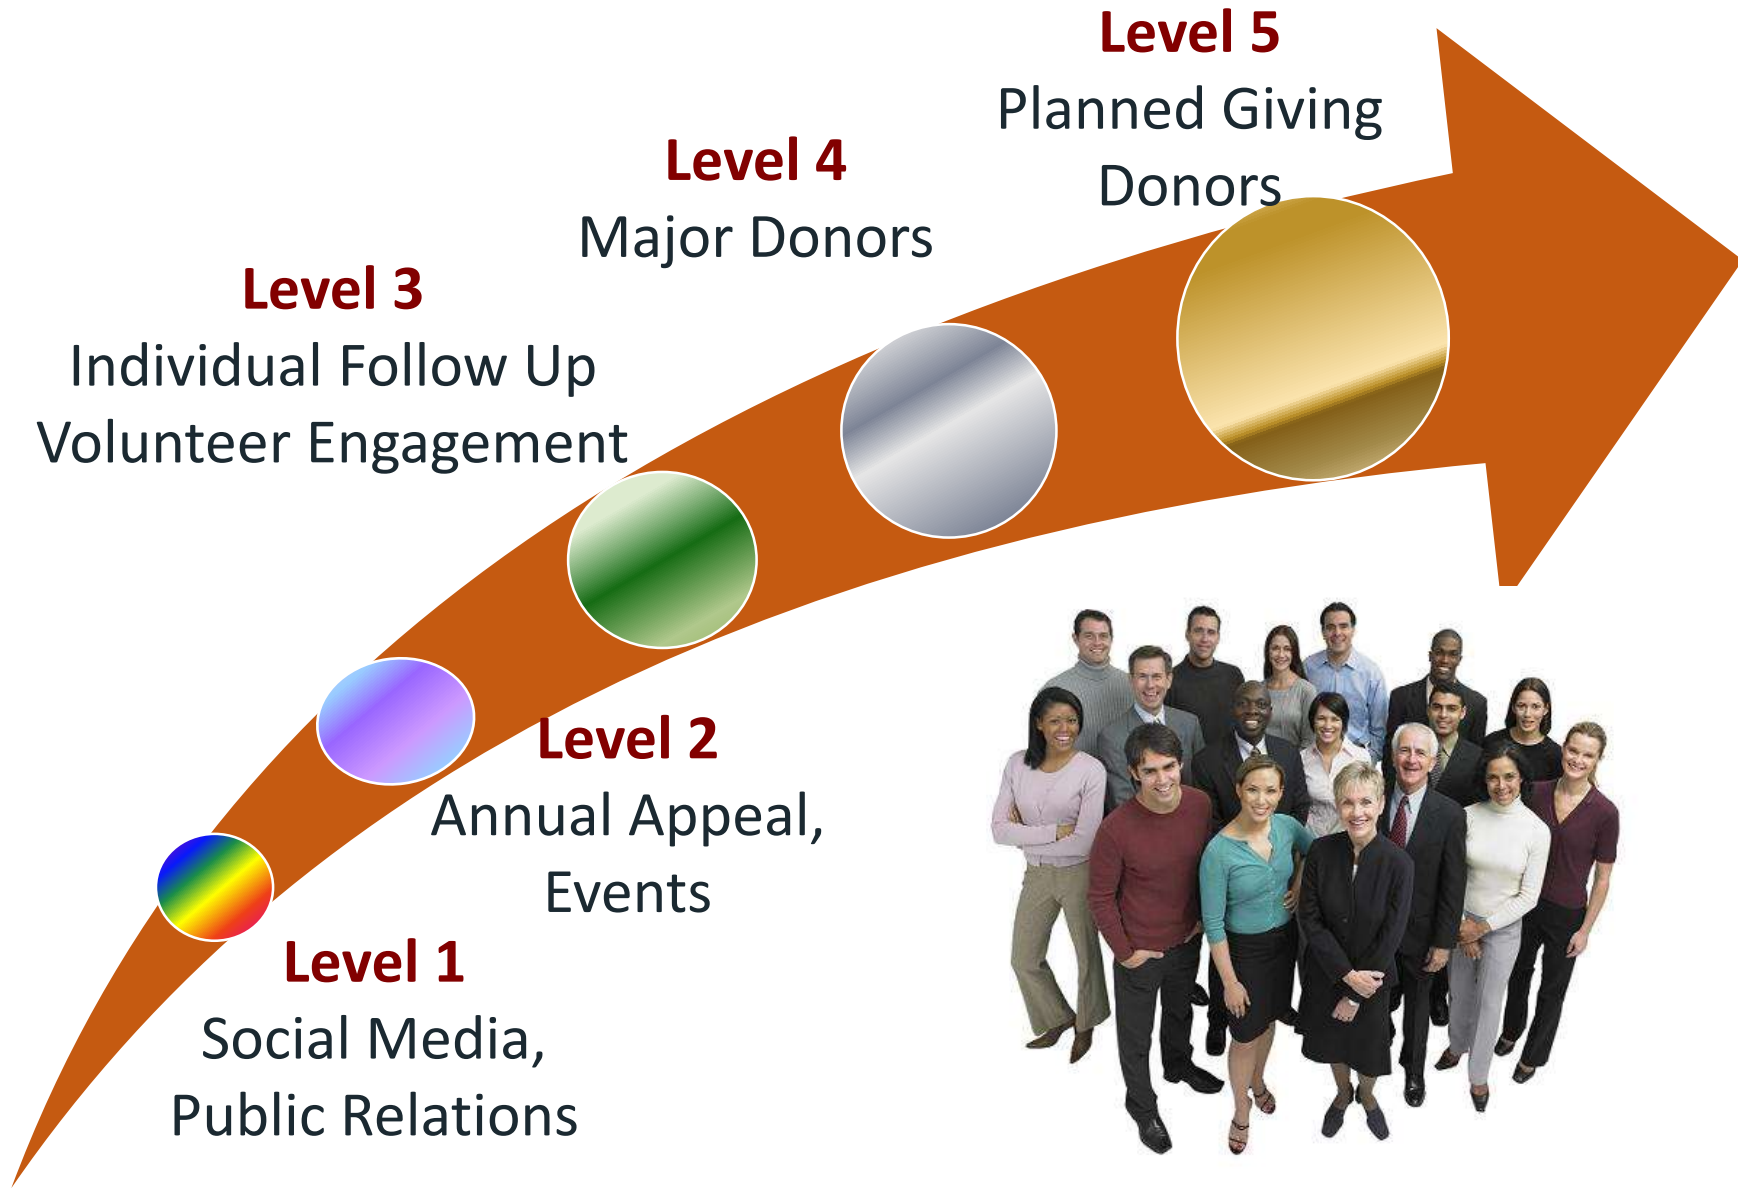 Level 5
Planned Giving
Donors
Level 4
Major Donors
Level 3
Individual Follow Up
Volunteer Engagement
Level 2
Annual Appeal,
Events
Level 1
Social Media,
Public Relations